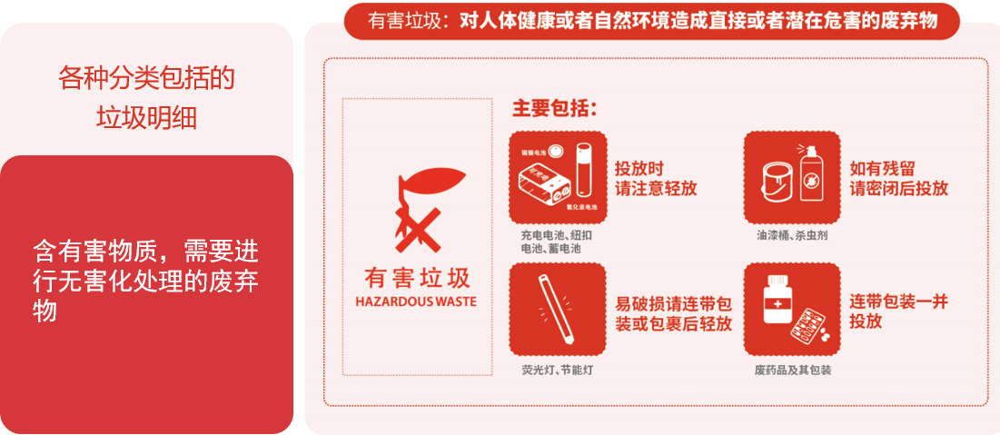 各种分类包括的
垃圾明细
含有害物质，需要进
行无害化处理的废弃
物
有害垃圾：对人体健康或者自然环境造成直接或者潜在危害的废弃物
有害垃圾
HAZARDOUS WASTE
主要包括：
镉镍电池
可充电
氧化汞电池
投放时
请注意轻放
充电电池、纽扣
电池、蓄电池
如有残留
请密闭后投放
油漆桶、杀虫剂
易破损请连带包
装或包裹后轻放
荧光灯、节能灯
连带包装一并
投放
废药品及其包装